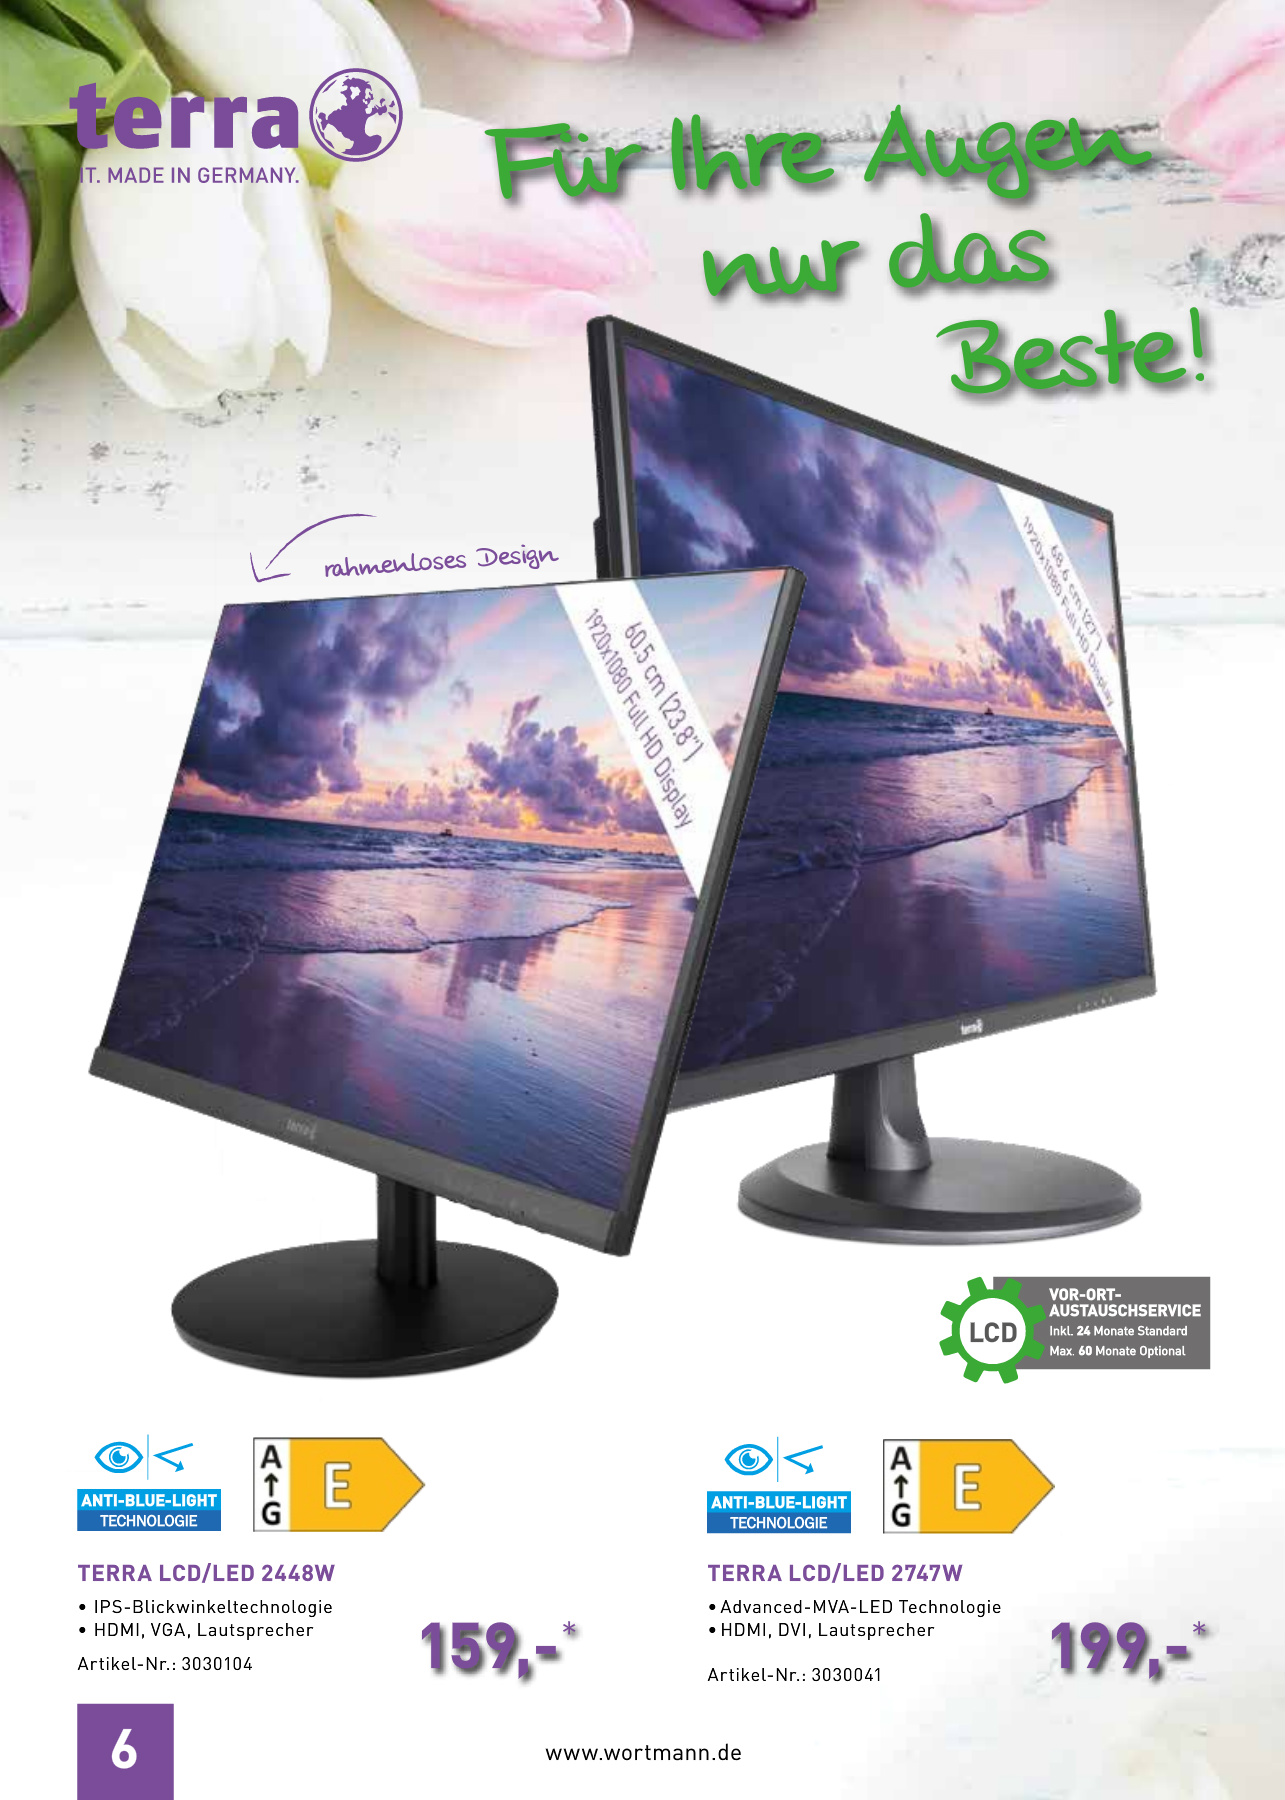 terra
IT. MADE IN GERMANY.
Für Ihre Augen
nur das
Beste!
rahmenloses Design
68.6 cm (27")
1920x1080 Full HD Display
60.5 cm (23.8")
1920x1080 Full HD Display
terra
terra
LCD
VOR-ORT-
AUSTAUSCHSERVICE
Inkl. 24 Monate Standard
Max. 60 Monate Optional
ANTI-BLUE-LIGHT
TECHNOLOGIE
A
G
E
TERRA LCD/LED 2448W
• IPS-Blickwinkeltechnologie
• HDMI, VGA, Lautsprecher
Artikel-Nr.: 3030104
159,-*
ANTI-BLUE-LIGHT
TECHNOLOGIE
A
G
E
TERRA LCD/LED 2747W
• Advanced-MVA-LED Technologie
• HDMI, DVI, Lautsprecher
Artikel-Nr.: 3030041
199,-*
6
www.wortmann.de